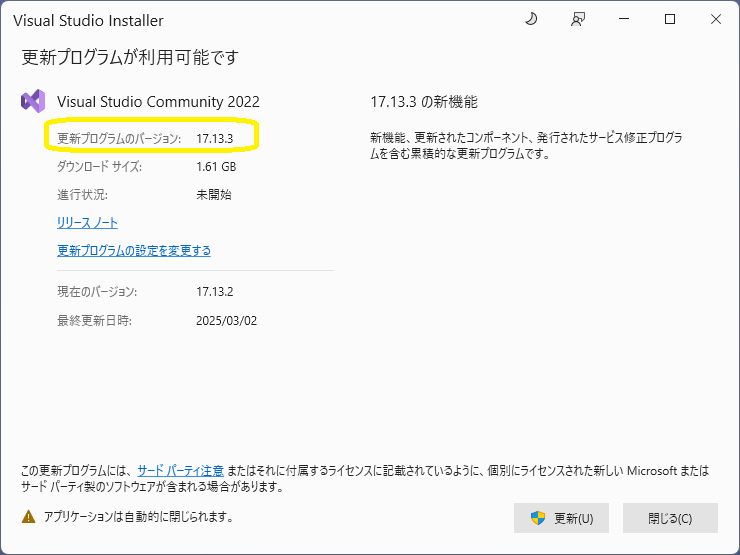 Visual Studio Installer
更新プログラムが利用可能です
Visual Studio Community 2022
更新プログラムのバージョン: 17.13.3
ダウンロード サイズ: 1.61 GB
進行状況: 未開始
リリース ノート
更新プログラムの設定を変更する
現在のバージョン: 17.13.2
最終更新日時: 2025/03/02
17.13.3 の新機能
新機能、更新されたコンポーネント、発行されたサービス修正プログラ
ムを含む累積的な更新プログラムです。
この更新プログラムには、 サード パーティ注意 またはそれに付属するライセンスに記載されているように、個別にライセンスされた新しい Microsoft または
サード パーティ製のソフトウェアが含まれる場合があります。
アプリケーションは自動的に閉じられます。
更新(U)
閉じる(C)